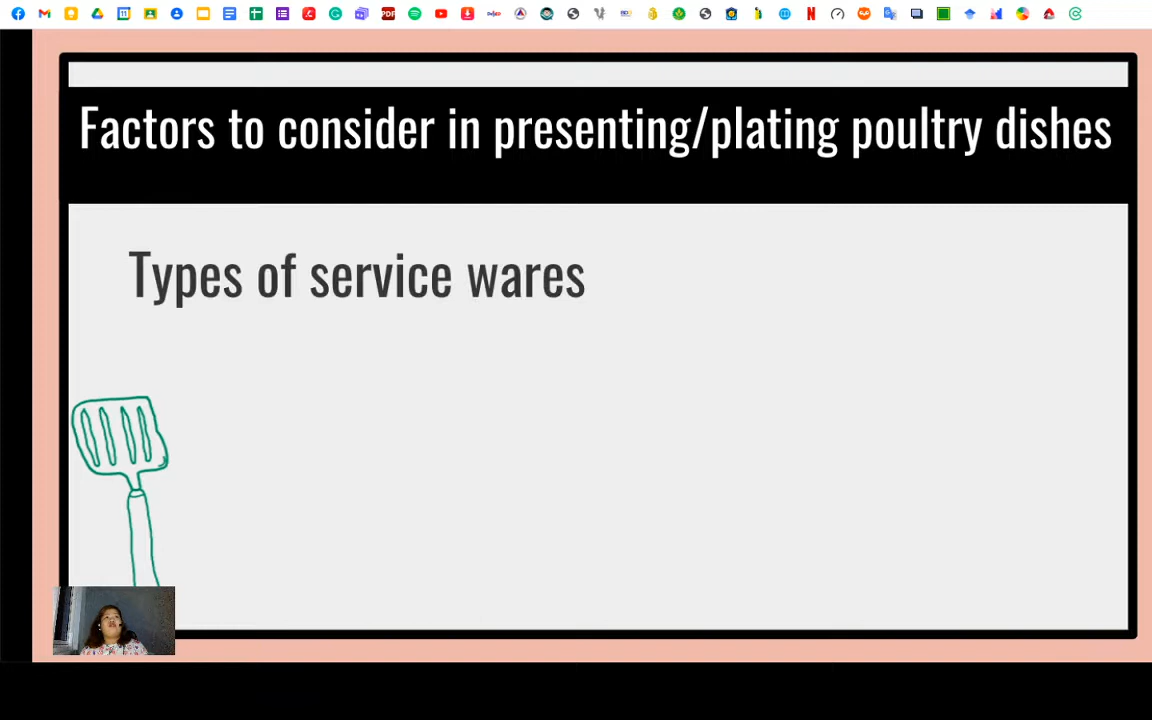 Factors to consider in presenting/plating poultry dishes
Types of service wares